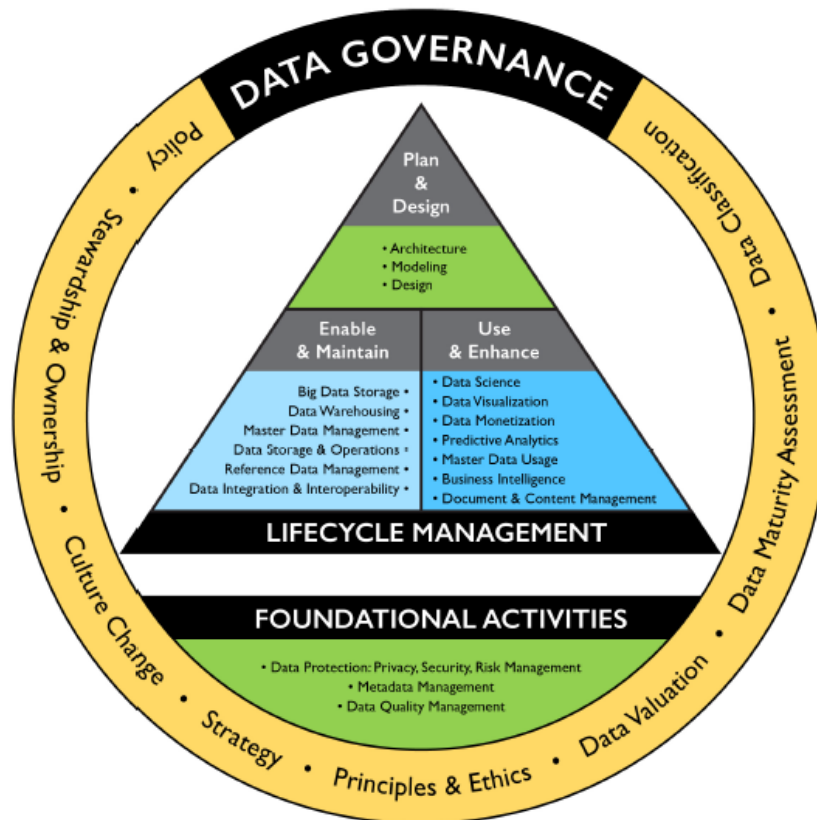 DATA GOVERNANCE
Policy • Stewardship & Ownership • Culture Change • Strategy • Principles & Ethics • Data Valuation • Data Maturity Assessment • Data Classification
Plan
&
Design
• Architecture
• Modeling
• Design
Enable
& Maintain
Big Data Storage •
Data Warehousing •
Master Data Management •
Data Storage & Operations •
Reference Data Management •
Data Integration & Interoperability •
Use
& Enhance
• Data Science
• Data Visualization
• Data Monetization
• Predictive Analytics
• Master Data Usage
• Business Intelligence
• Document & Content Management
LIFECYCLE MANAGEMENT
FOUNDATIONAL ACTIVITIES
• Data Protection: Privacy, Security, Risk Management
• Metadata Management
• Data Quality Management